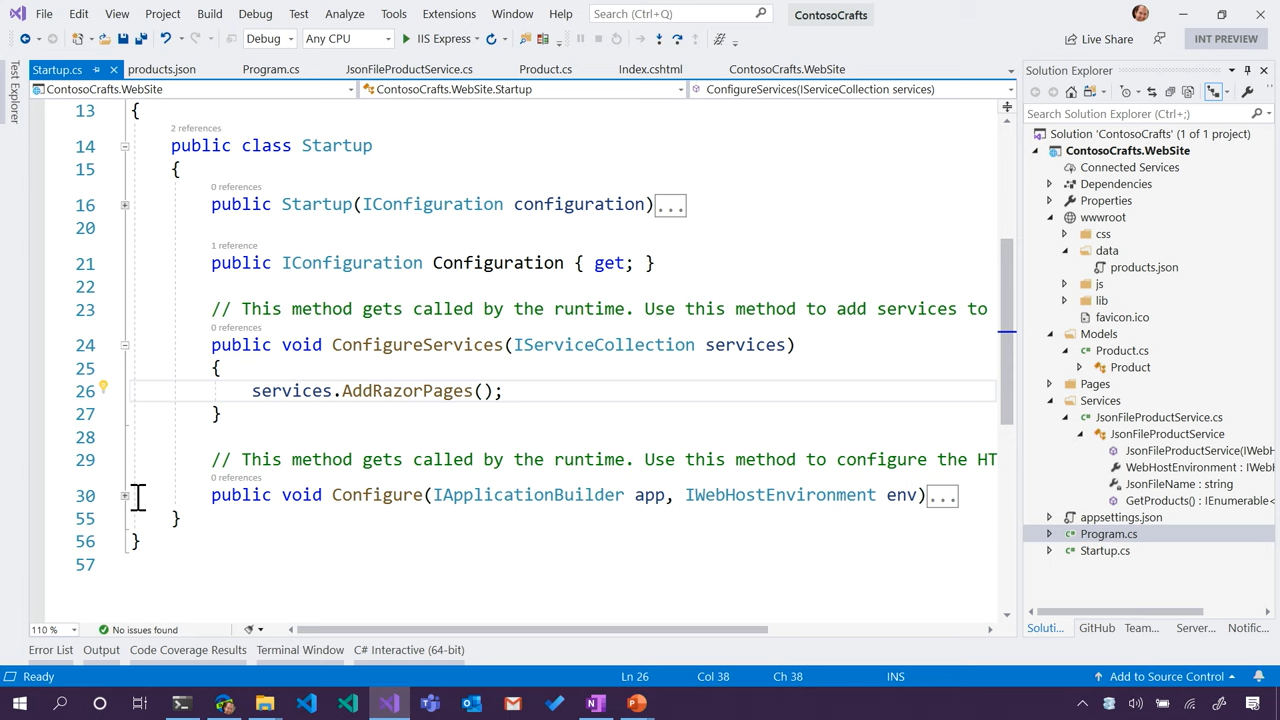 File Edit View Project Build Debug Test Analyze Tools Extensions Window Help Search (Ctrl+Q) ContosoCrafts
Debug Any CPU IIS Express Live Share INT PREVIEW
Startup.cs products.json Program.cs JsonFileProductService.cs Product.cs Index.cshtml ContosoCrafts.WebSite
ContosoCrafts.WebSite ContosoCrafts.WebSite.Startup ConfigureServices(IServiceCollection services)
Test Explorer
13 {
2 references
14 public class Startup
15 {
0 references
16 public Startup(IConfiguration configuration)...
20
1 reference
21 public IConfiguration Configuration { get; }
22
23 // This method gets called by the runtime. Use this method to add services to
0 references
24 public void ConfigureServices(IServiceCollection services)
25 {
26 services.AddRazorPages();
27 }
28
29 // This method gets called by the runtime. Use this method to configure the HT
0 references
30 public void Configure(IApplicationBuilder app, IWebHostEnvironment env)...
55 }
56 }
57
110 % No issues found
Solution Explorer
Search Solution Explorer (Ctrl+;)
Solution 'ContosoCrafts' (1 of 1 project)
ContosoCrafts.WebSite
Connected Services
Dependencies
Properties
wwwroot
css
data
products.json
js
lib
favicon.ico
Models
Product.cs
Product
Pages
Services
JsonFileProductService.cs
JsonFileProductService
JsonFileProductService(IWebH
WebHostEnvironment : IWeb
JsonFileName : string
GetProducts() : IEnumerable<
appsettings.json
Program.cs
Startup.cs
Soluti... GitHub Team... Server... Notific...
Error List Output Code Coverage Results Terminal Window C# Interactive (64-bit)
Ready Ln 26 Col 38 Ch 38 INS Add to Source Control